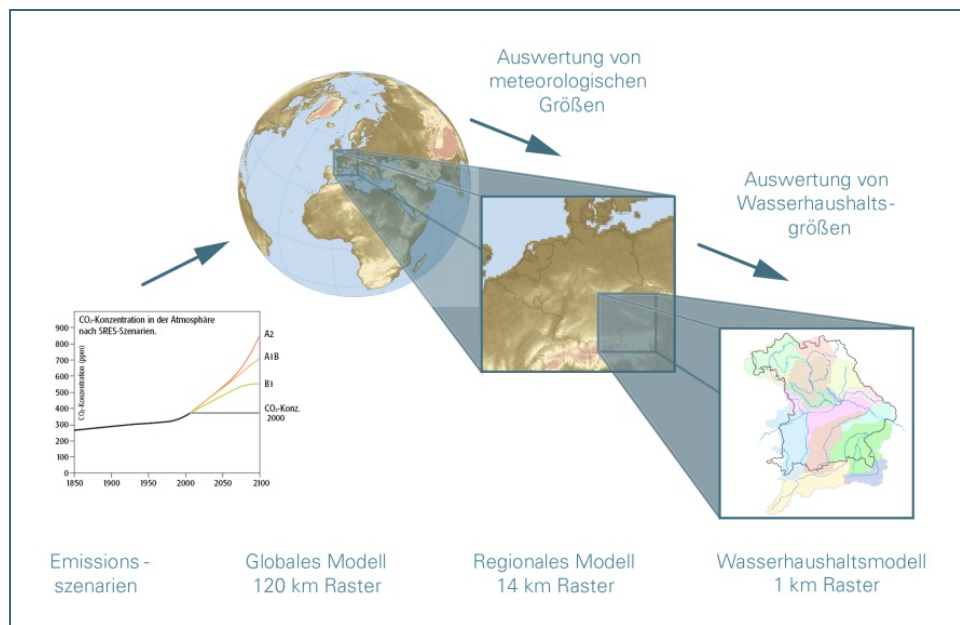 Auswertung von
meteorologischen
Größen
Auswertung von
Wasserhaushalts-
größen
CO₂-Konzentration in der Atmosphäre
nach SRES-Szenarien.
CO₂-Konzentration (ppm)
900
800
700
600
500
400
300
200
100
0
1850
1900
1950
2000
2050
2100
A2
A1B
B1
CO₂-Konz.
2000
Emissions-
szenarien
Globales Modell
120 km Raster
Regionales Modell
14 km Raster
Wasserhaushaltsmodell
1 km Raster